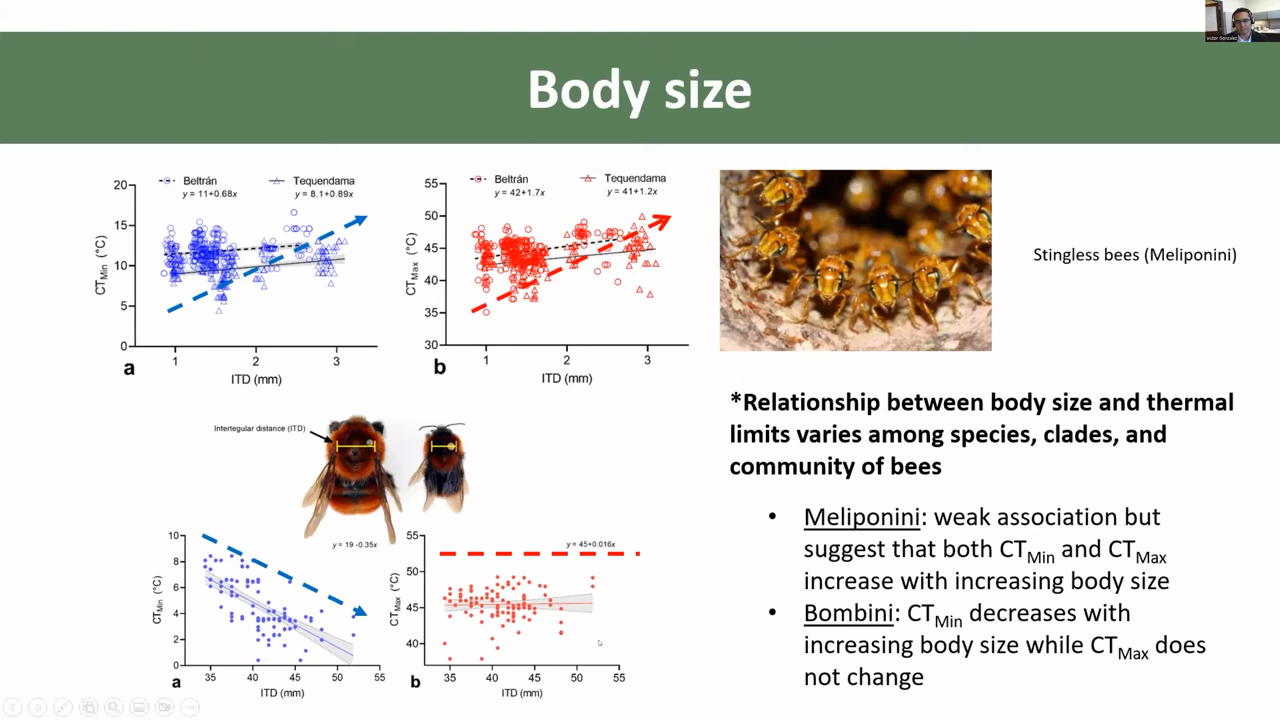 Victor Gonzalez
Body size
Beltrán Tequendama
y = 11+0.68x y = 8.1+0.89x
20
15
10
5
0
CTMin (°C)
1 2 3
a
ITD (mm)
Beltrán Tequendama
y = 42+1.7x y = 41+1.2x
55
50
45
40
35
30
CTMax (°C)
1 2 3
b
ITD (mm)
Stingless bees (Meliponini)
*Relationship between body size and thermal
limits varies among species, clades, and
community of bees
• Meliponini: weak association but
suggest that both CTMin and CTMax
increase with increasing body size
• Bombini: CTMin decreases with
increasing body size while CTMax does
not change
Intertegular distance (ITD)
y = 19 -0.35x
10
8
6
4
2
0
CTMin (°C)
35 40 45 50 55
a
ITD (mm)
y = 45+0.016x
55
50
45
40
CTMax (°C)
35 40 45 50 55
b
ITD (mm)